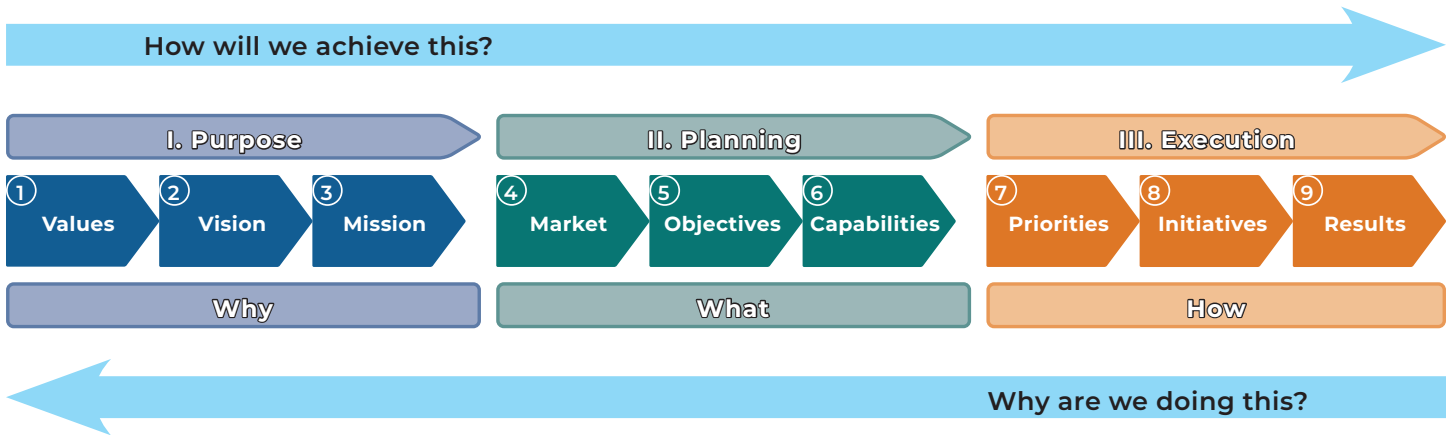 How will we achieve this?
I. Purpose
II. Planning
III. Execution
1
Values
2
Vision
3
Mission
4
Market
5
Objectives
6
Capabilities
7
Priorities
8
Initiatives
9
Results
Why
What
How
Why are we doing this?